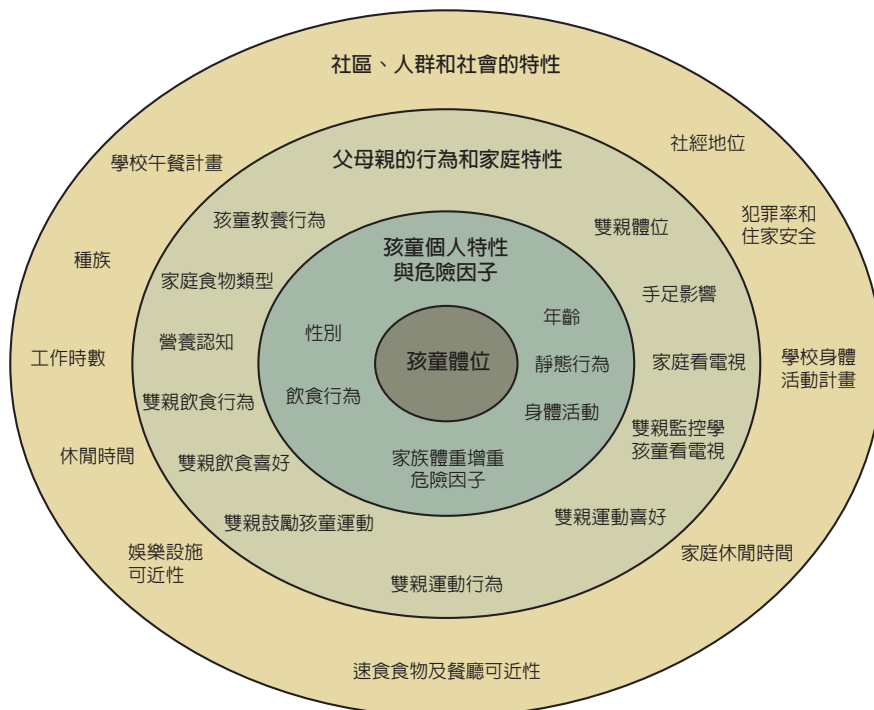 社區、人群和社會的特性
社經地位
學校午餐計畫
犯罪率和
住家安全
種族
工作時數
學校身體
活動計畫
休閒時間
娛樂設施
可近性
家庭休閒時間
速食食物及餐廳可近性
父母親的行為和家庭特性
孩童教養行為
雙親體位
家庭食物類型
手足影響
營養認知
家庭看電視
雙親飲食行為
雙親監控學
孩童看電視
雙親飲食喜好
雙親運動喜好
雙親鼓勵孩童運動
雙親運動行為
孩童個人特性
與危險因子
性別
年齡
靜態行為
飲食行為
身體活動
家族體重增重
危險因子
孩童體位